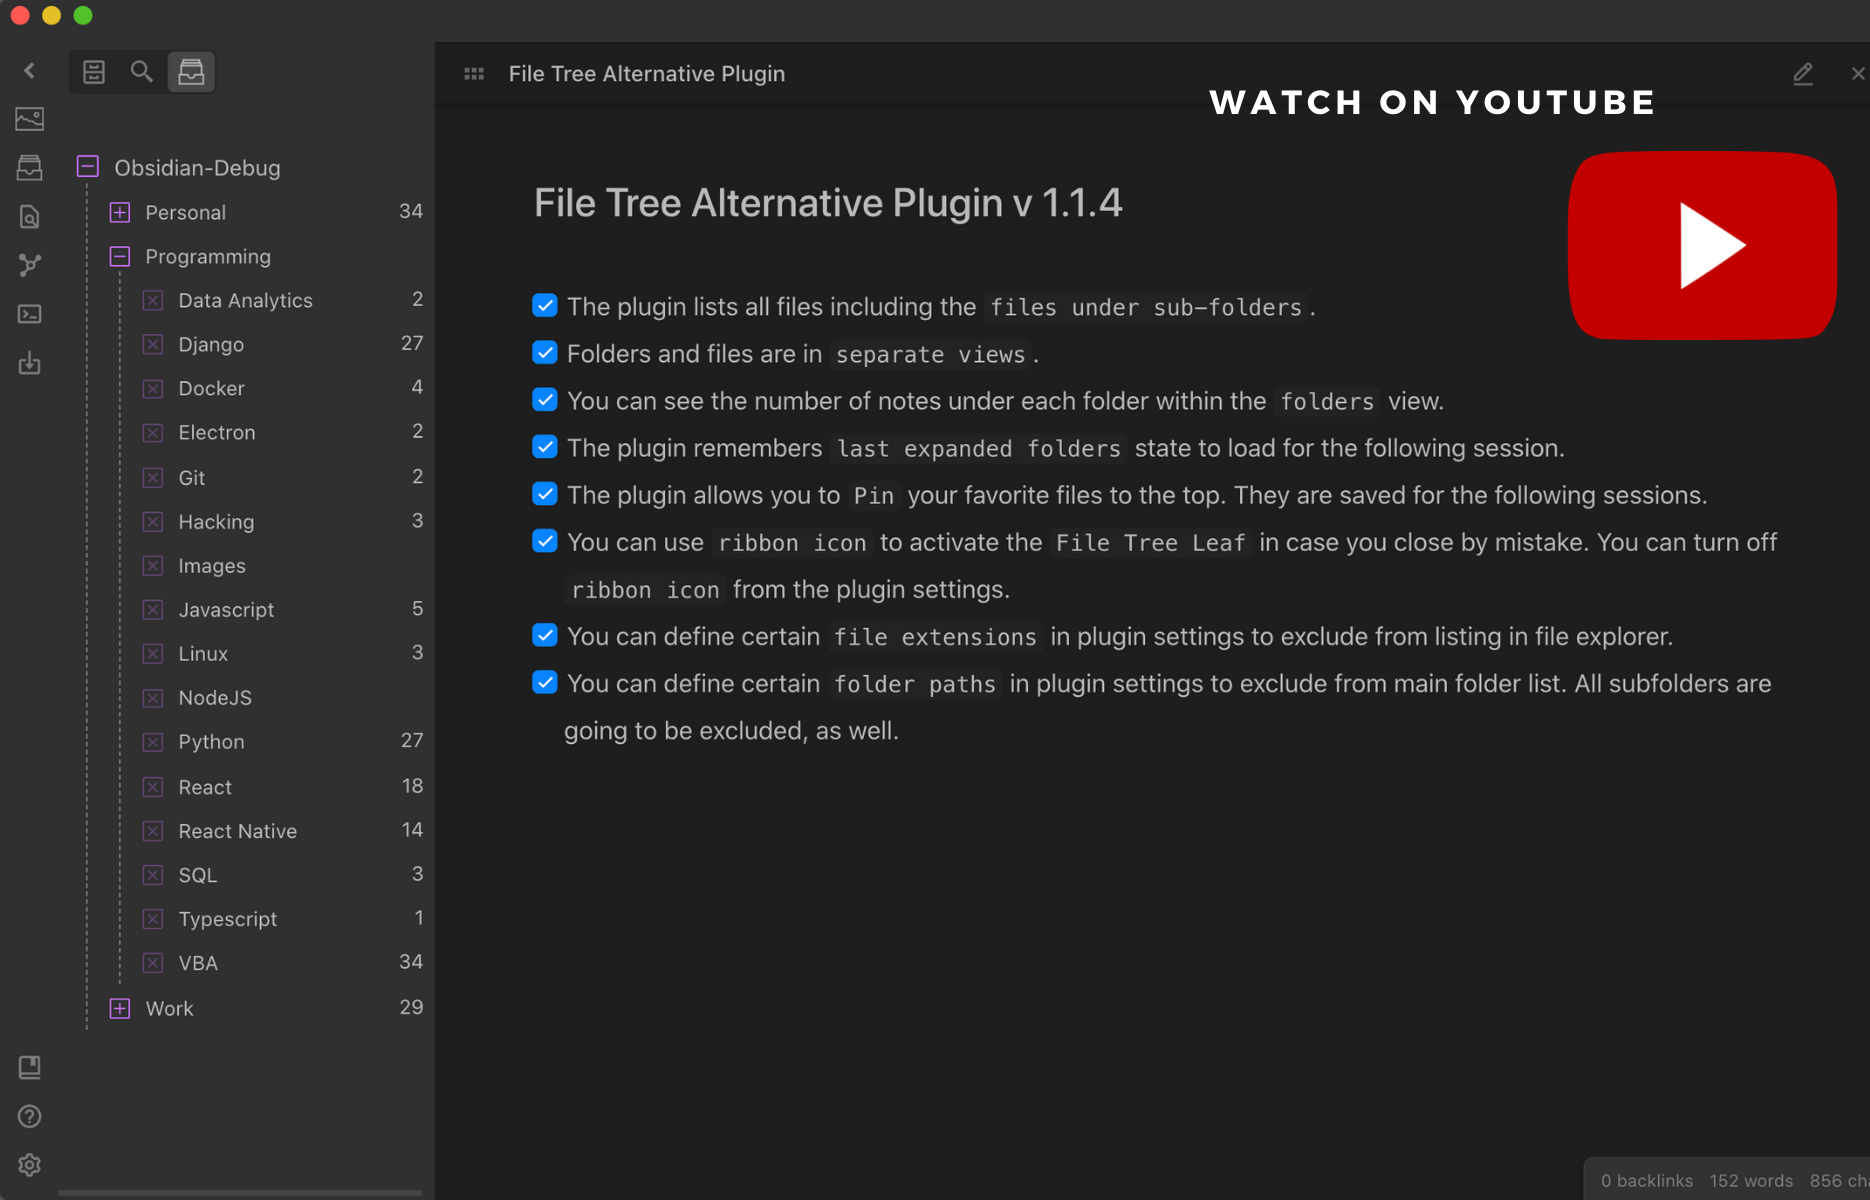 File Tree Alternative Plugin
WATCH ON YOUTUBE
Obsidian-Debug
Personal 34
Programming
Data Analytics 2
Django 27
Docker 4
Electron 2
Git 2
Hacking 3
Images
Javascript 5
Linux 3
NodeJS
Python 27
React 18
React Native 14
SQL 3
Typescript 1
VBA 34
Work 29
File Tree Alternative Plugin v 1.1.4
The plugin lists all files including the files under sub-folders.
Folders and files are in separate views.
You can see the number of notes under each folder within the folders view.
The plugin remembers last expanded folders state to load for the following session.
The plugin allows you to Pin your favorite files to the top. They are saved for the following sessions.
You can use ribbon icon to activate the File Tree Leaf in case you close by mistake. You can turn off
ribbon icon from the plugin settings.
You can define certain file extensions in plugin settings to exclude from listing in file explorer.
You can define certain folder paths in plugin settings to exclude from main folder list. All subfolders are
going to be excluded, as well.
0 backlinks 152 words 856 ch